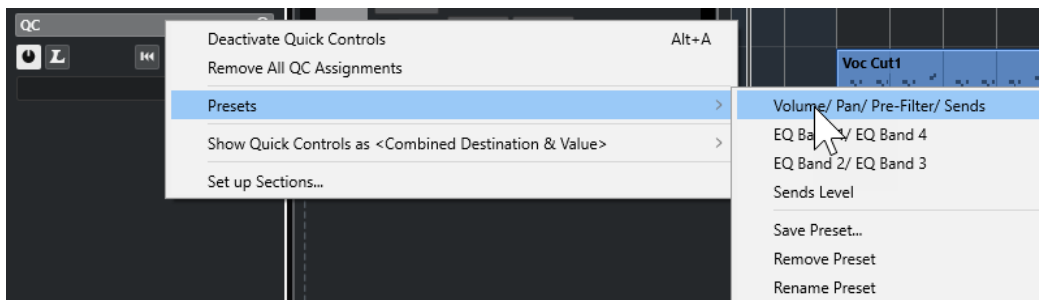 QC
L
Deactivate Quick Controls Alt+A
Remove All QC Assignments
Presets
Show Quick Controls as <Combined Destination & Value>
Set up Sections...
Voc Cut1
Volume/ Pan/ Pre-Filter/ Sends
EQ / EQ Band 4
EQ Band 2/ EQ Band 3
Sends Level
Save Preset...
Remove Preset
Rename Preset